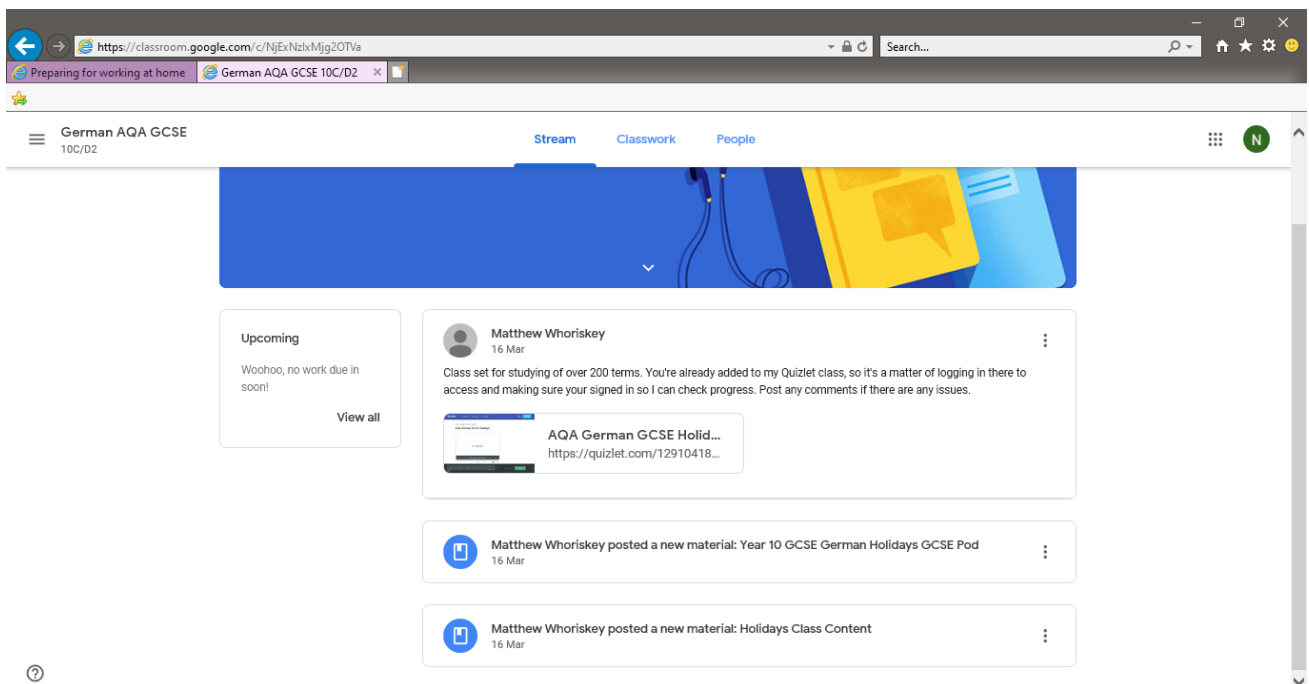 https://classroom.google.com/c/NjExNzIxMjg2OTVa
Search...
Preparing for working at home
German AQA GCSE 10C/D2
German AQA GCSE
10C/D2
Stream
Classwork
People
N
Upcoming
Woohoo, no work due in
soon!
View all
Matthew Whoriskey
16 Mar
Class set for studying of over 200 terms. You're already added to my Quizlet class, so it's a matter of logging in there to
access and making sure your signed in so I can check progress. Post any comments if there are any issues.
AQA German GCSE Holid...
https://quizlet.com/12910418...
Matthew Whoriskey posted a new material: Year 10 GCSE German Holidays GCSE Pod
16 Mar
Matthew Whoriskey posted a new material: Holidays Class Content
16 Mar